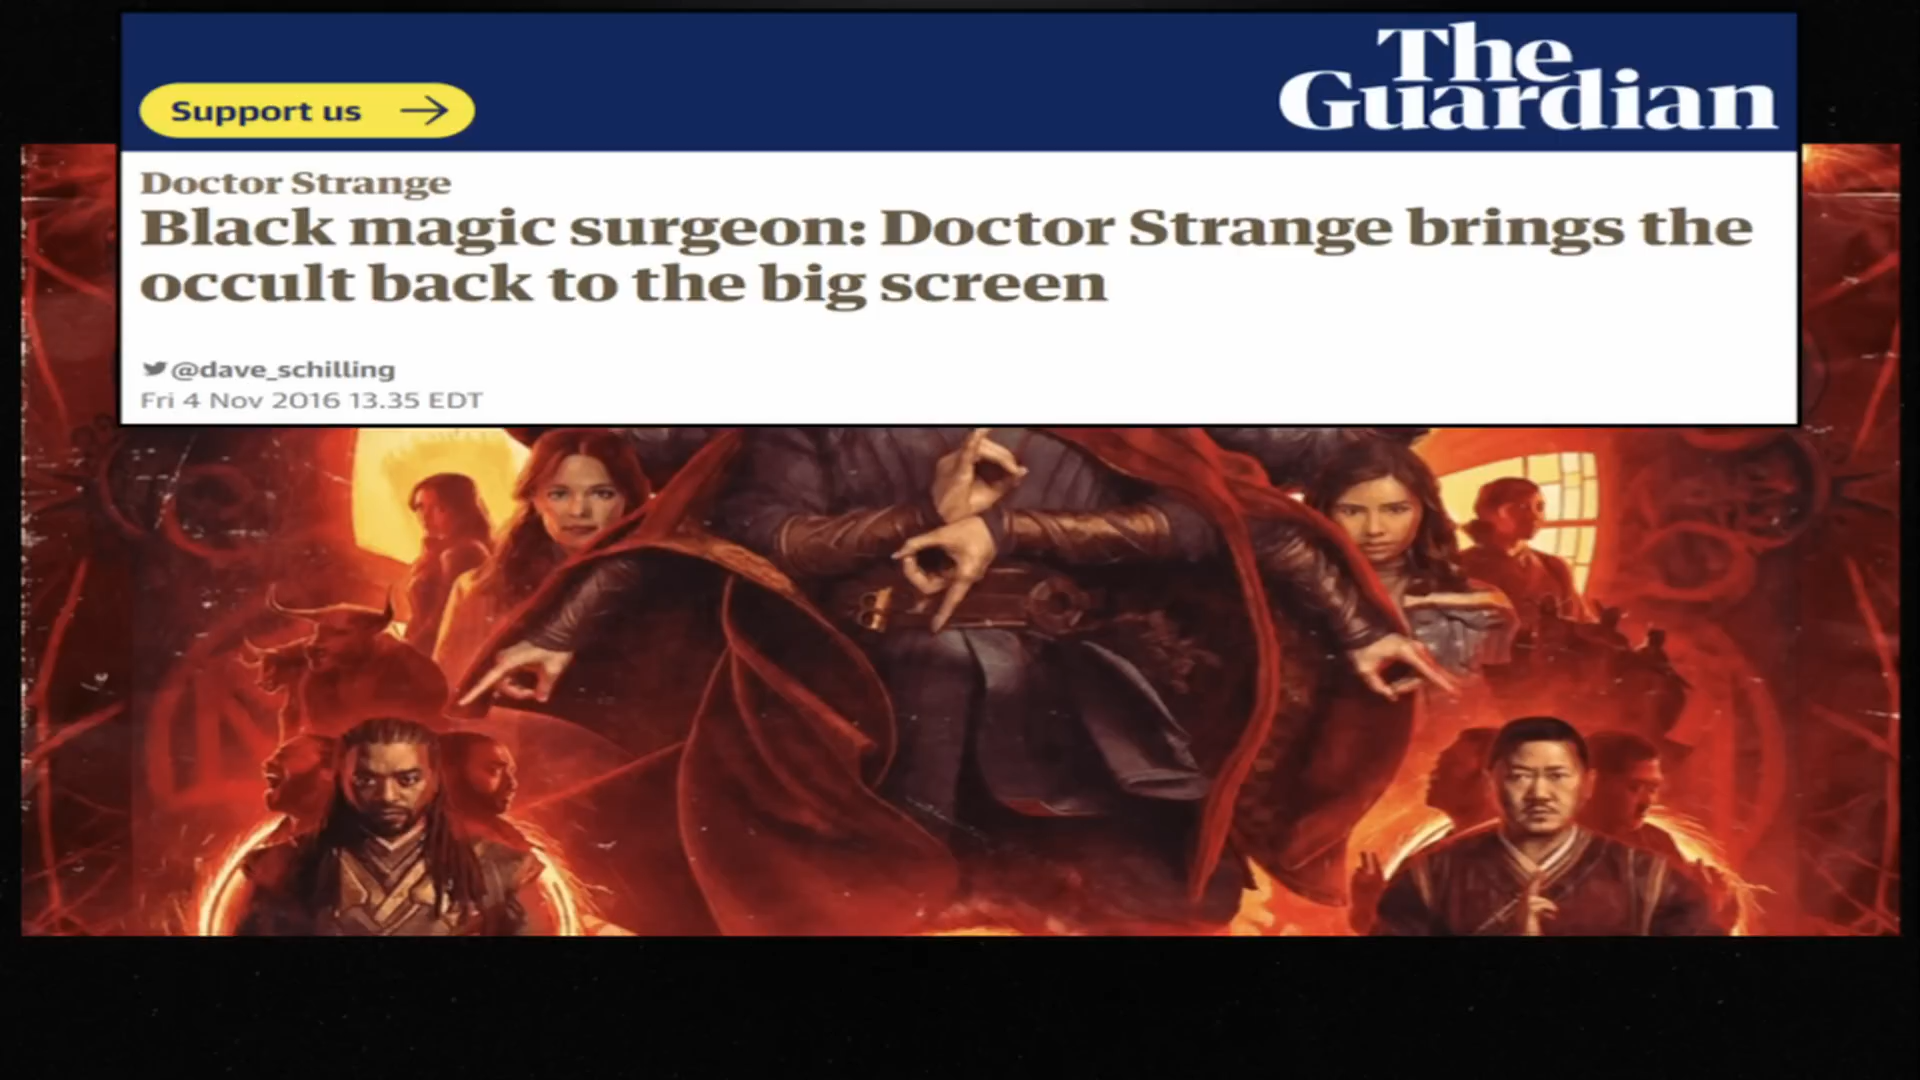 The
Guardian
Support us
Doctor Strange
Black magic surgeon: Doctor Strange brings the
occult back to the big screen
@dave_schilling
Fri 4 Nov 2016 13.35 EDT